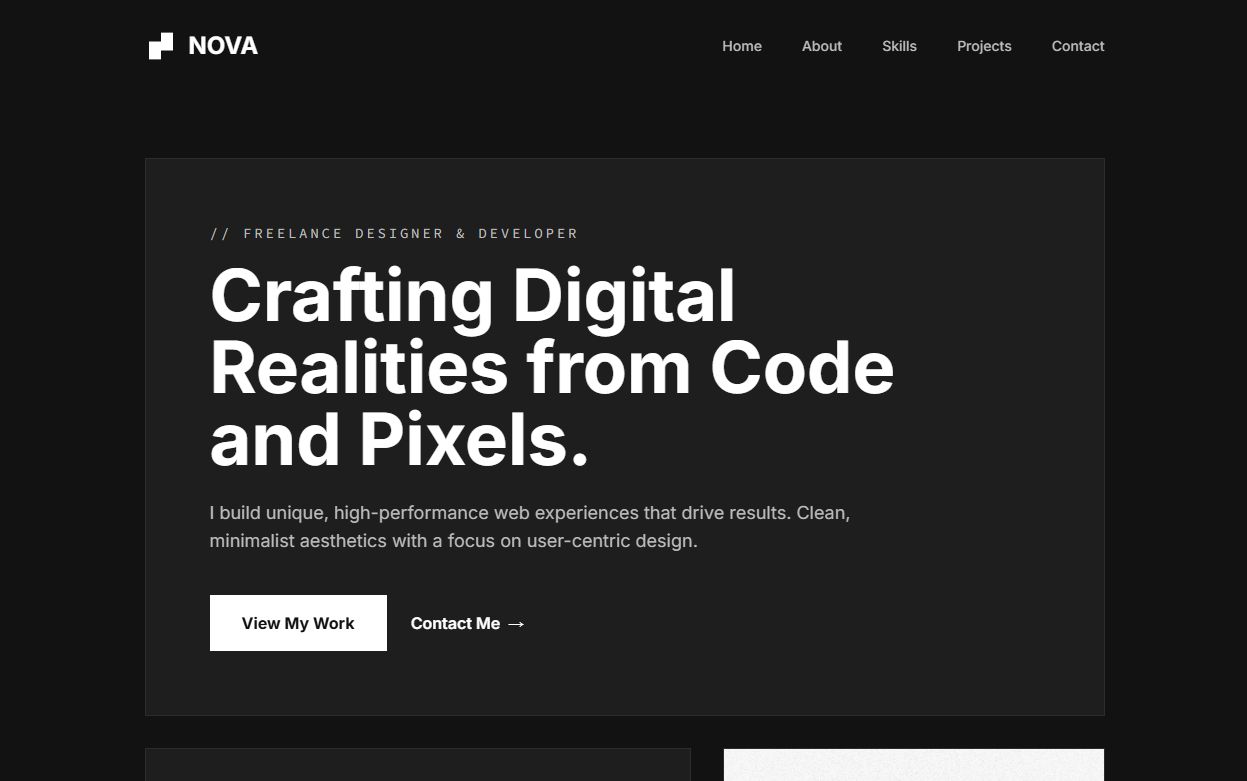 NOVA
Home About Skills Projects Contact
// FREELANCE DESIGNER & DEVELOPER
Crafting Digital
Realities from Code
and Pixels.
I build unique, high-performance web experiences that drive results. Clean,
minimalist aesthetics with a focus on user-centric design.
View My Work Contact Me →